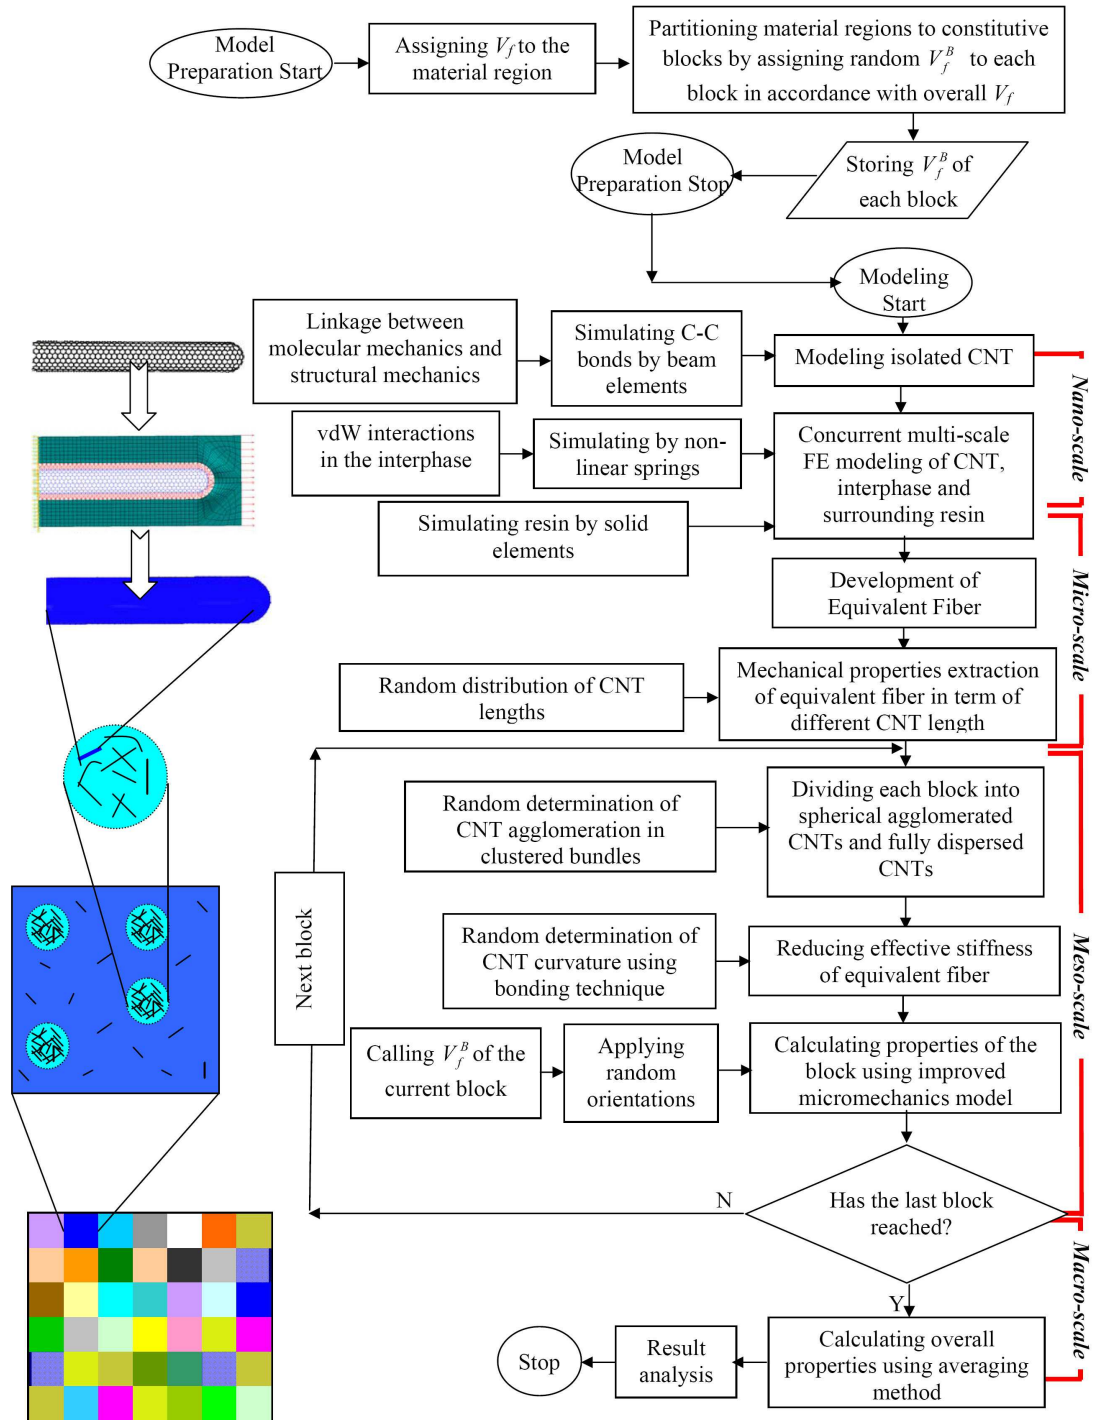 Model
Preparation Start
Assigning V_f to the
material region
Partitioning material regions to constitutive
blocks by assigning random V_f^B to each
block in accordance with overall V_f
Storing V_f^B of
each block
Model
Preparation Stop
Modeling
Start
Linkage between
molecular mechanics and
structural mechanics
Simulating C-C
bonds by beam
elements
Modeling isolated CNT
Nano-scale
vdW interactions
in the interphase
Simulating by non-
linear springs
Concurrent multi-scale
FE modeling of CNT,
interphase and
surrounding resin
Simulating resin by solid
elements
Development of
Equivalent Fiber
Micro-scale
Random distribution of CNT
lengths
Mechanical properties extraction
of equivalent fiber in term of
different CNT length
Random determination of
CNT agglomeration in
clustered bundles
Dividing each block into
spherical agglomerated
CNTs and fully dispersed
CNTs
Next block
Random determination of
CNT curvature using
bonding technique
Reducing effective stiffness
of equivalent fiber
Meso-scale
Calling V_f^B of the
current block
Applying
random
orientations
Calculating properties of the
block using improved
micromechanics model
N
Has the last block
reached?
Y
Macro-scale
Stop
Result
analysis
Calculating overall
properties using averaging
method